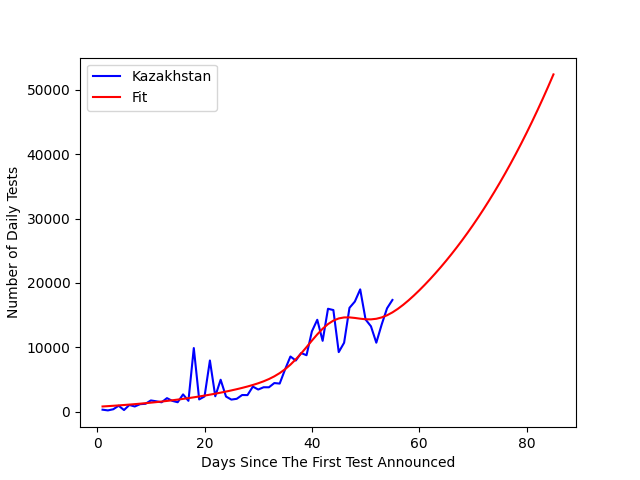 Kazakhstan
Fit
50000
40000
30000
20000
10000
0
Number of Daily Tests
0 20 40 60 80
Days Since The First Test Announced